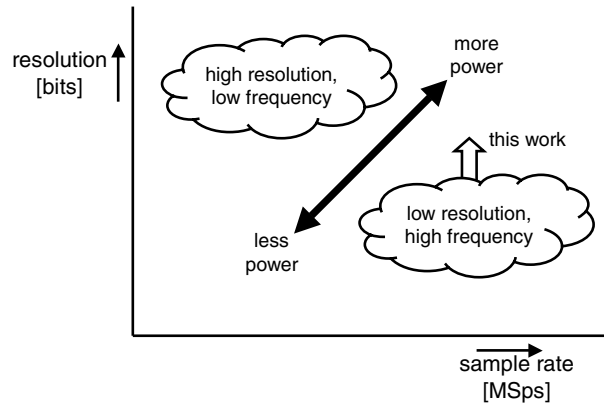 resolution
[bits]
high resolution,
low frequency
more
power
this work
low resolution,
high frequency
less
power
sample rate
[MSps]